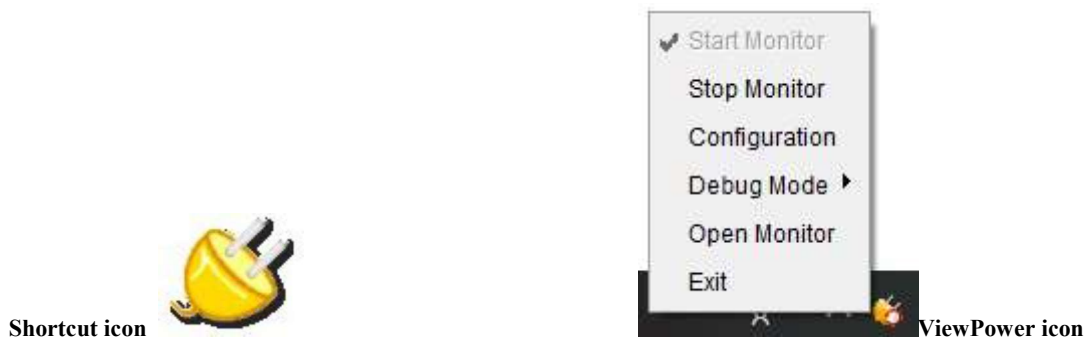 Start Monitor
Stop Monitor
Configuration
Debug Mode
Open Monitor
Exit
Shortcut icon
ViewPower icon